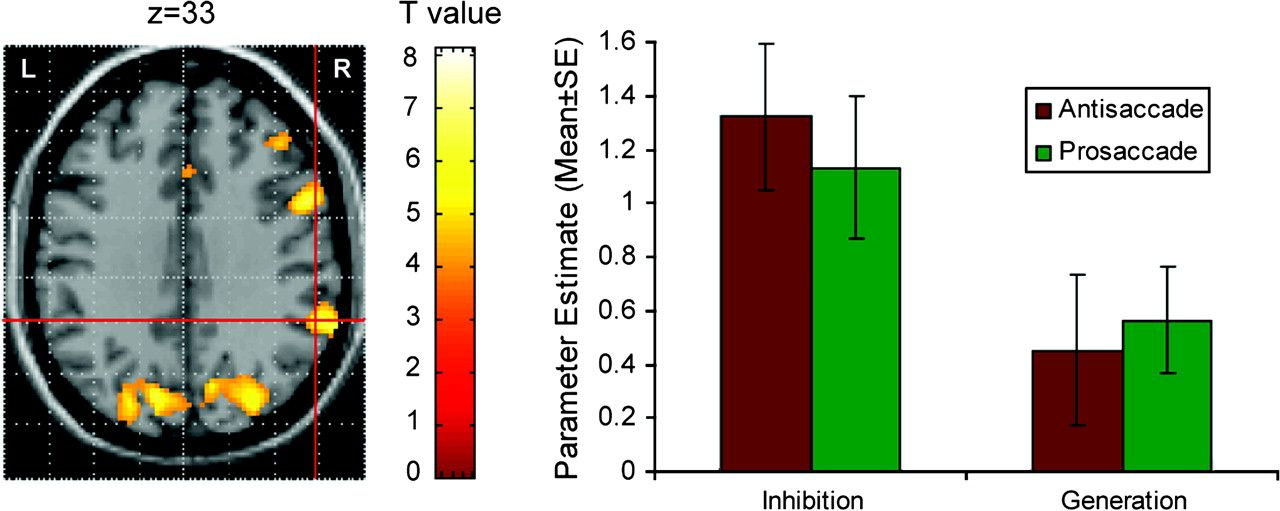 z=33
L
R
T value
8
7
6
5
4
3
2
1
0
Parameter Estimate (Mean±SE)
1.6
1.4
1.2
1
0.8
0.6
0.4
0.2
0
Antisaccade
Prosaccade
Inhibition
Generation